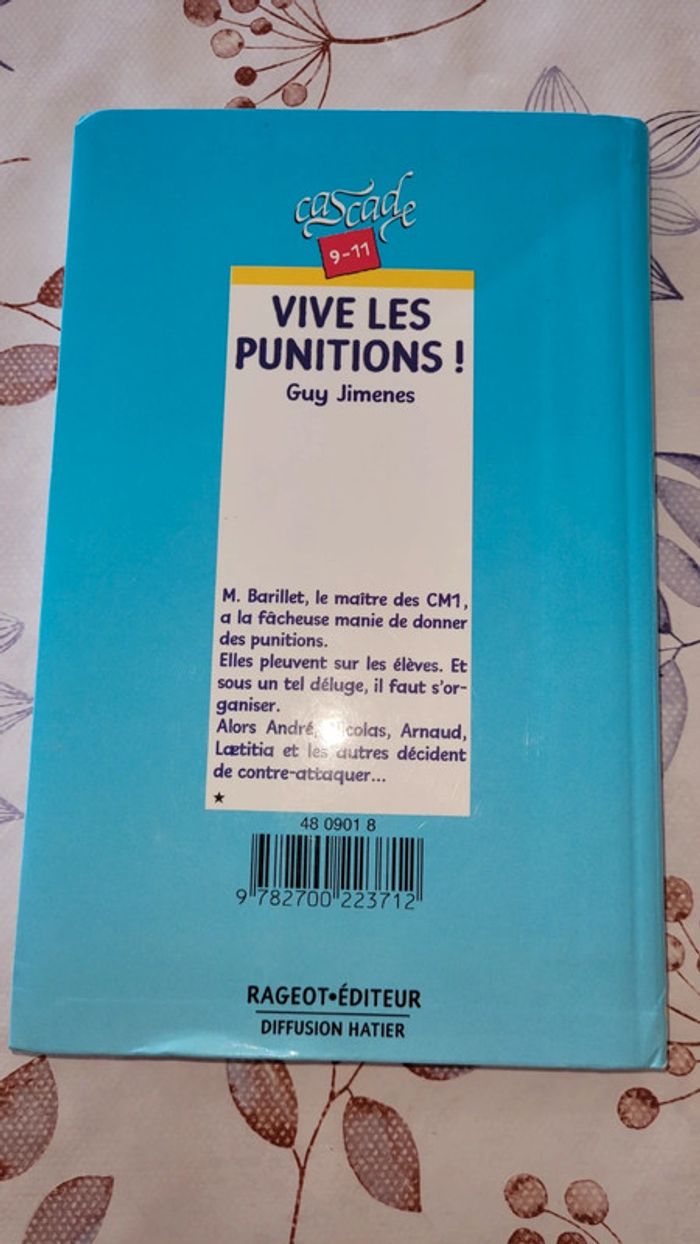 cascade
9-11
VIVE LES
PUNITIONS !
Guy Jimenes
M. Barillet, le maître des CM1,
a la fâcheuse manie de donner
des punitions.
Elles pleuvent sur les élèves. Et
sous un tel déluge, il faut s'or-
ganiser.
Alors André, Nicolas, Arnaud,
Lætitia et les autres décident
de contre-attaquer...
★
48 0901 8
9 782700 223712
RAGEOT•ÉDITEUR
DIFFUSION HATIER